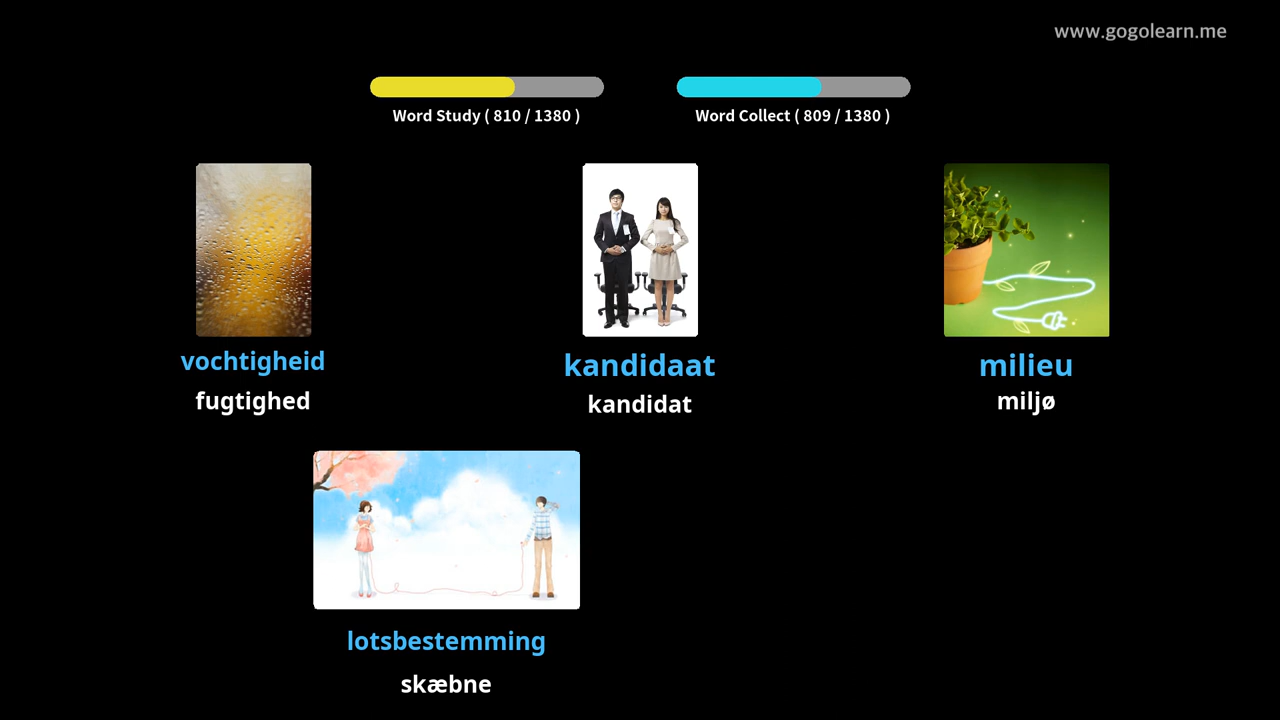 www.gogolearn.me
Word Study ( 810 / 1380 )
Word Collect ( 809 / 1380 )
vochtigheid
fugtighed
kandidaat
kandidat
milieu
miljø
lotsbestemming
skæbne